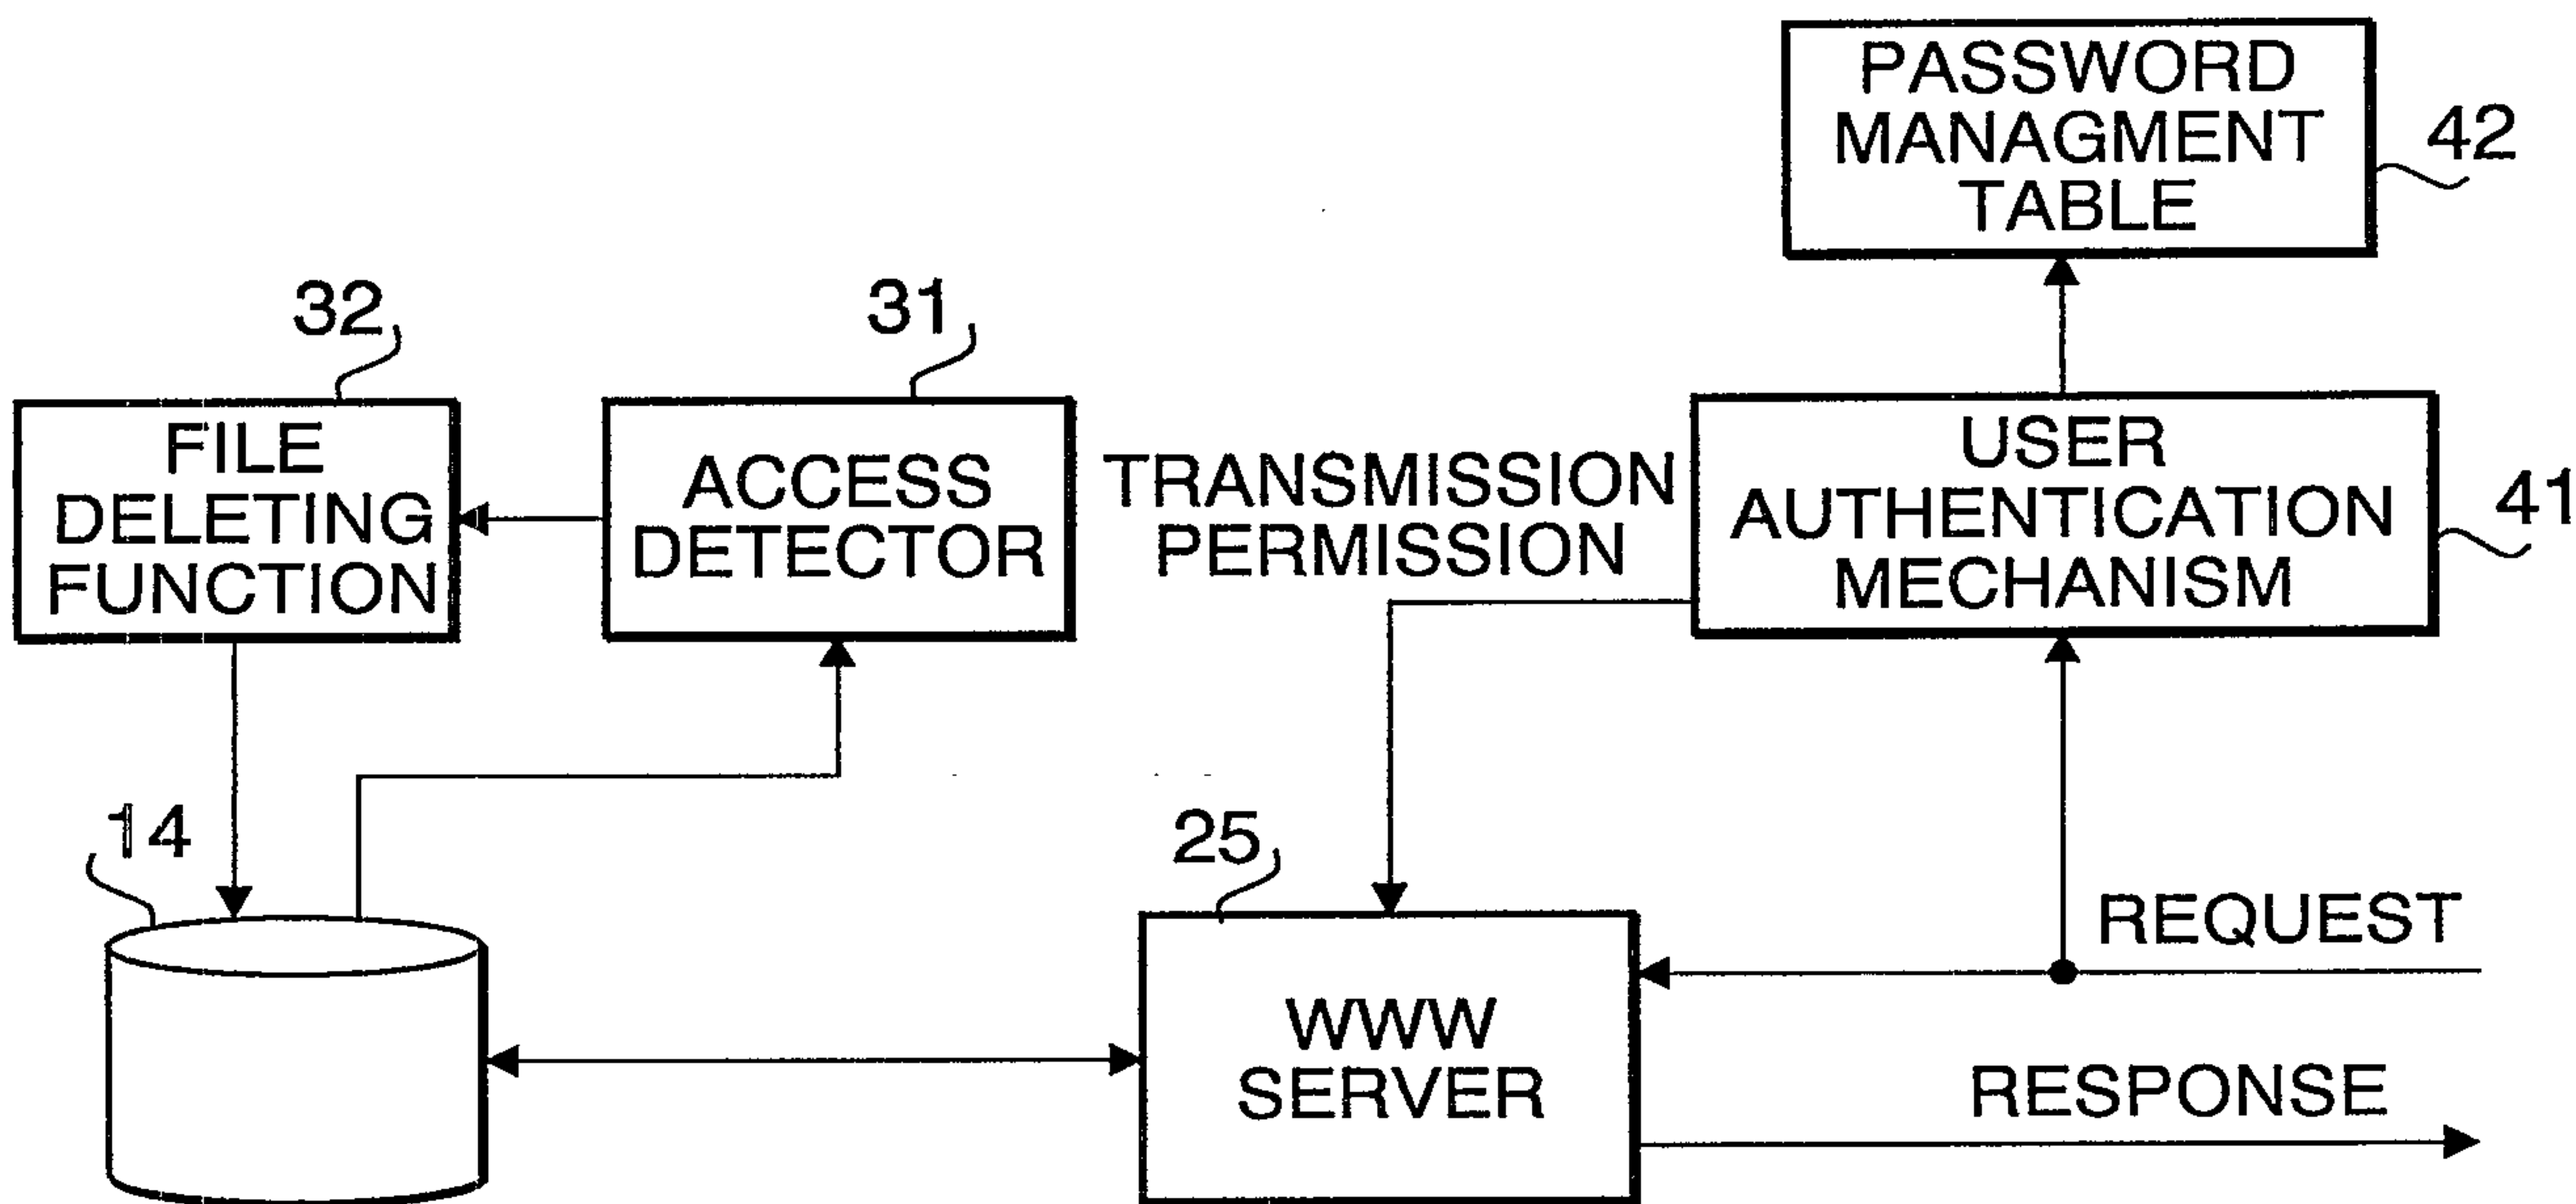 PASSWORD
MANAGMENT
TABLE
42
32
31
FILE
DELETING
FUNCTION
ACCESS
DETECTOR
TRANSMISSION
PERMISSION
USER
AUTHENTICATION
MECHANISM
41
14
25
REQUEST
WWW
SERVER
RESPONSE